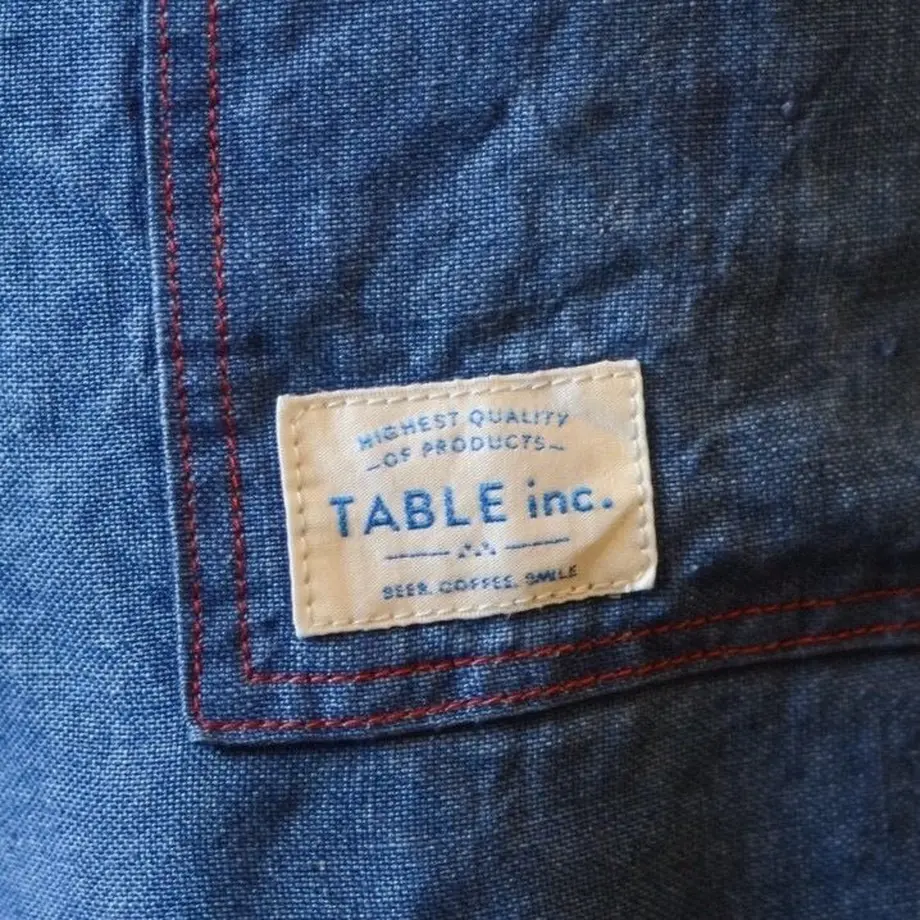 HIGHEST QUALITY
OF PRODUCTS
TABLE inc.
BEER. COFFEE. SMILE